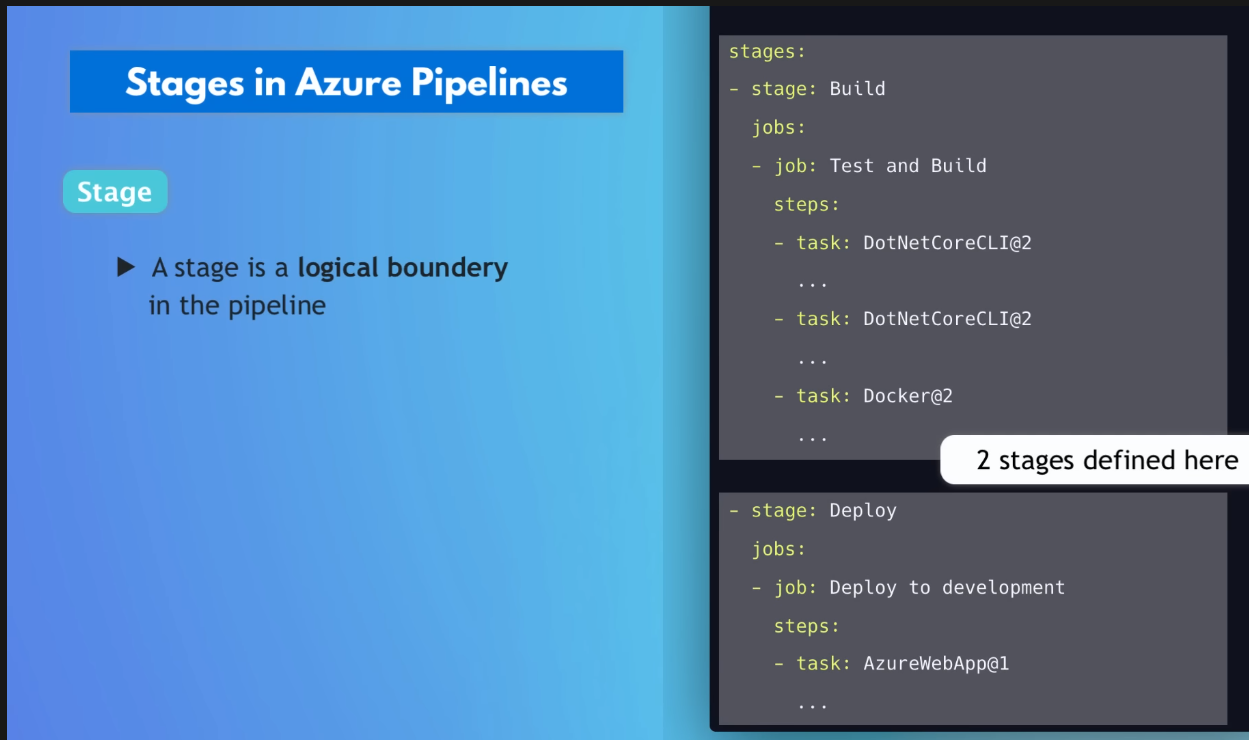 Stages in Azure Pipelines
Stage
▶ A stage is a logical boundery
in the pipeline
stages:
- stage: Build
jobs:
- job: Test and Build
steps:
- task: DotNetCoreCLI@2
...
- task: DotNetCoreCLI@2
...
- task: Docker@2
...
2 stages defined here
- stage: Deploy
jobs:
- job: Deploy to development
steps:
- task: AzureWebApp@1
...